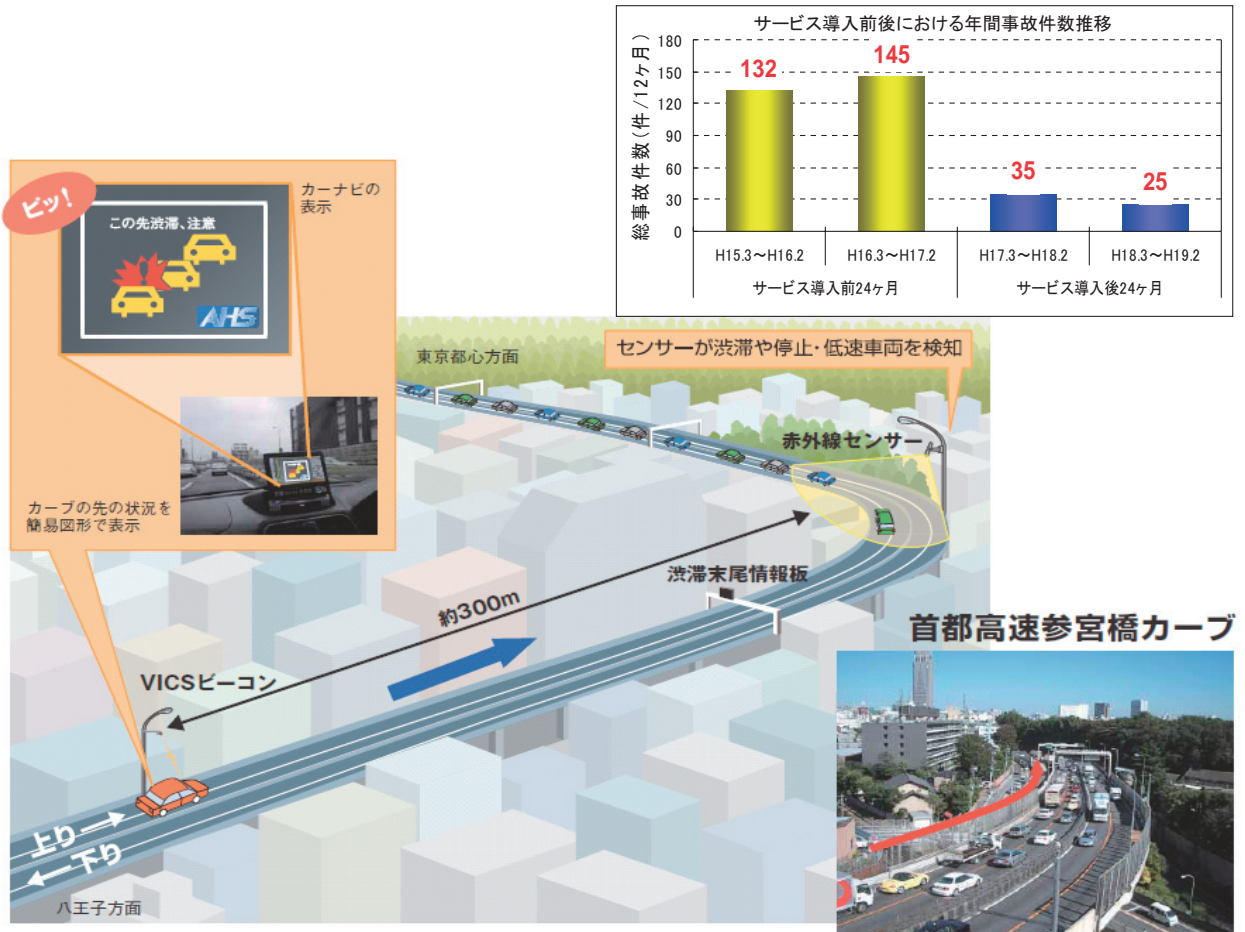 サービス導入前後における年間事故件数推移
総事故件数(件/12ヶ月)
180
150
120
90
60
30
0
132
145
35
25
H15.3～H16.2
H16.3～H17.2
H17.3～H18.2
H18.3～H19.2
サービス導入前24ヶ月
サービス導入後24ヶ月
ピッ!
カーナビの
表示
この先渋滞、注意
AHS
カーブの先の状況を
簡易図形で表示
東京都心方面
センサーが渋滞や停止・低速車両を検知
赤外線センサー
渋滞末尾情報板
約300m
VICSビーコン
上り
下り
八王子方面
首都高速参宮橋カーブ